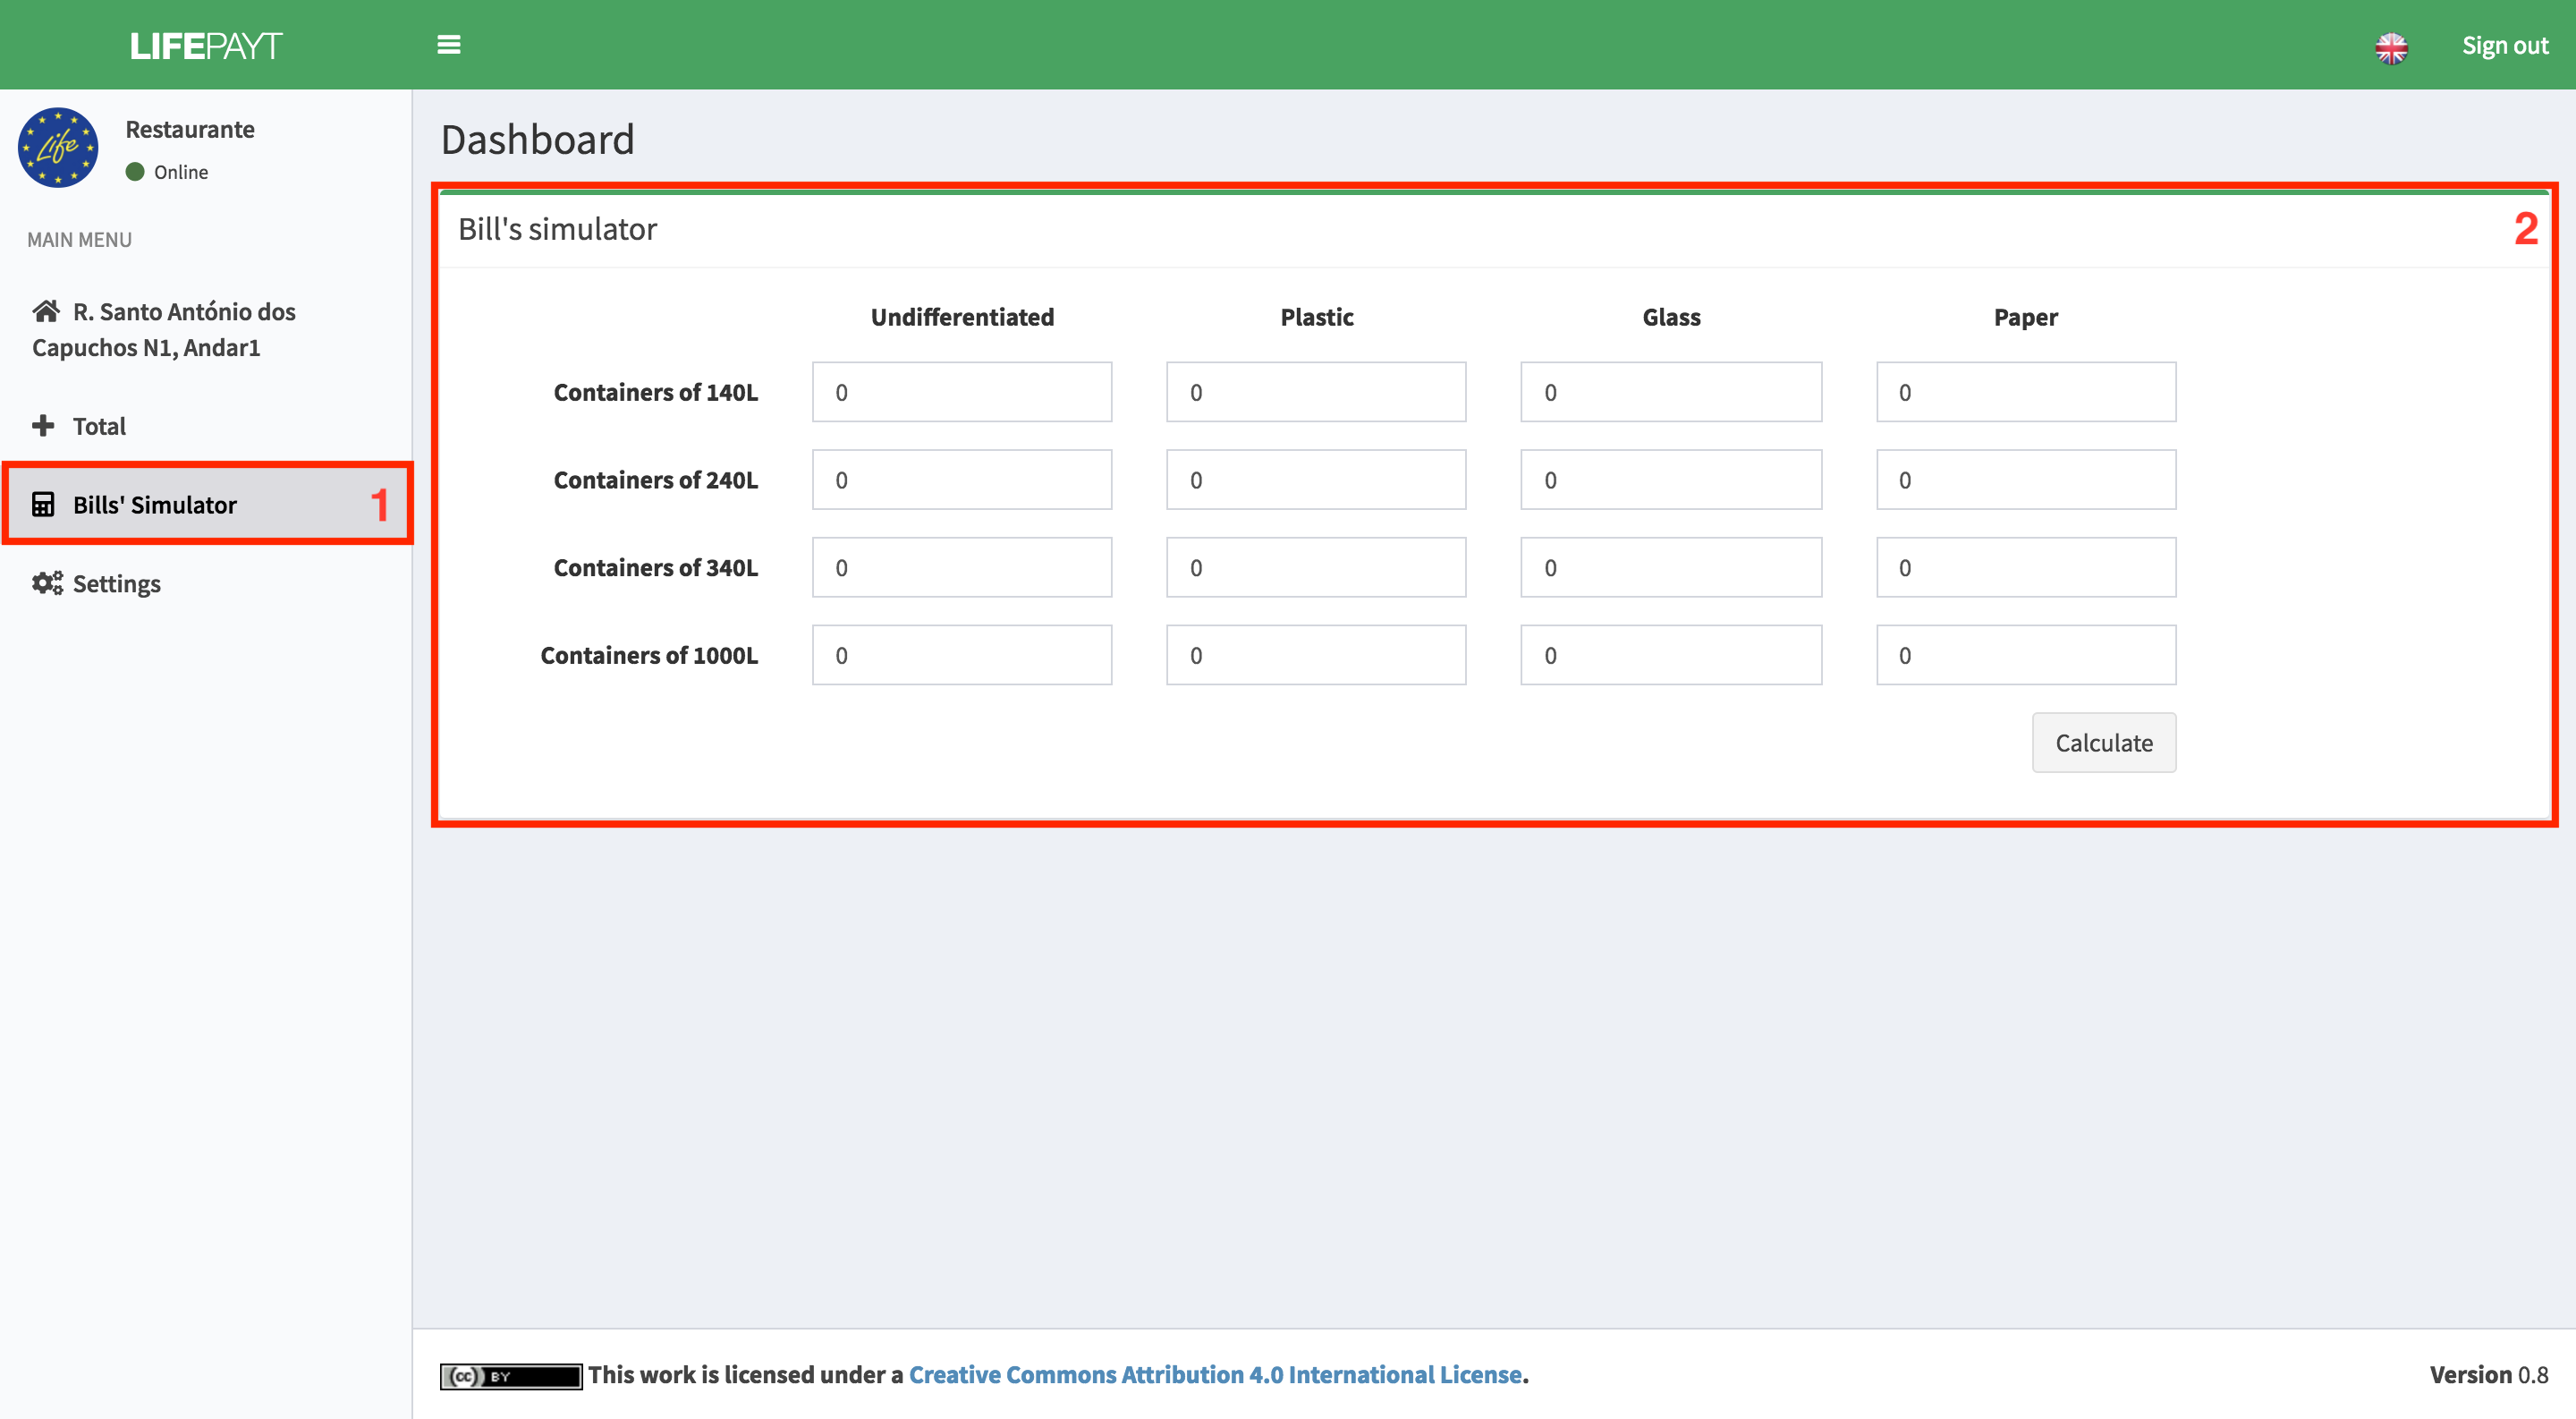 LIFEPAYT
Sign out
Life
Restaurante
Online
MAIN MENU
R. Santo António dos
Capuchos N1, Andar1
Total
Bills' Simulator 1
Settings
Dashboard
Bill's simulator 2
Undifferentiated Plastic Glass Paper
Containers of 140L 0 0 0 0
Containers of 240L 0 0 0 0
Containers of 340L 0 0 0 0
Containers of 1000L 0 0 0 0
Calculate
(cc) BY This work is licensed under a Creative Commons Attribution 4.0 International License. Version 0.8